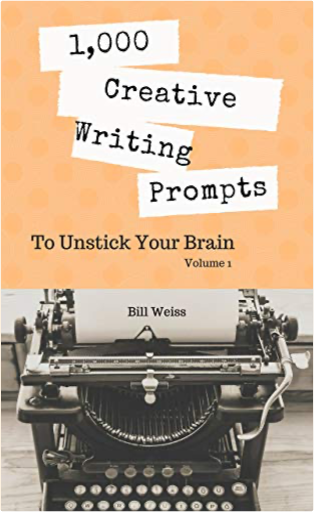 1,000
Creative
Writing
Prompts
To Unstick Your Brain
Volume 1
Bill Weiss